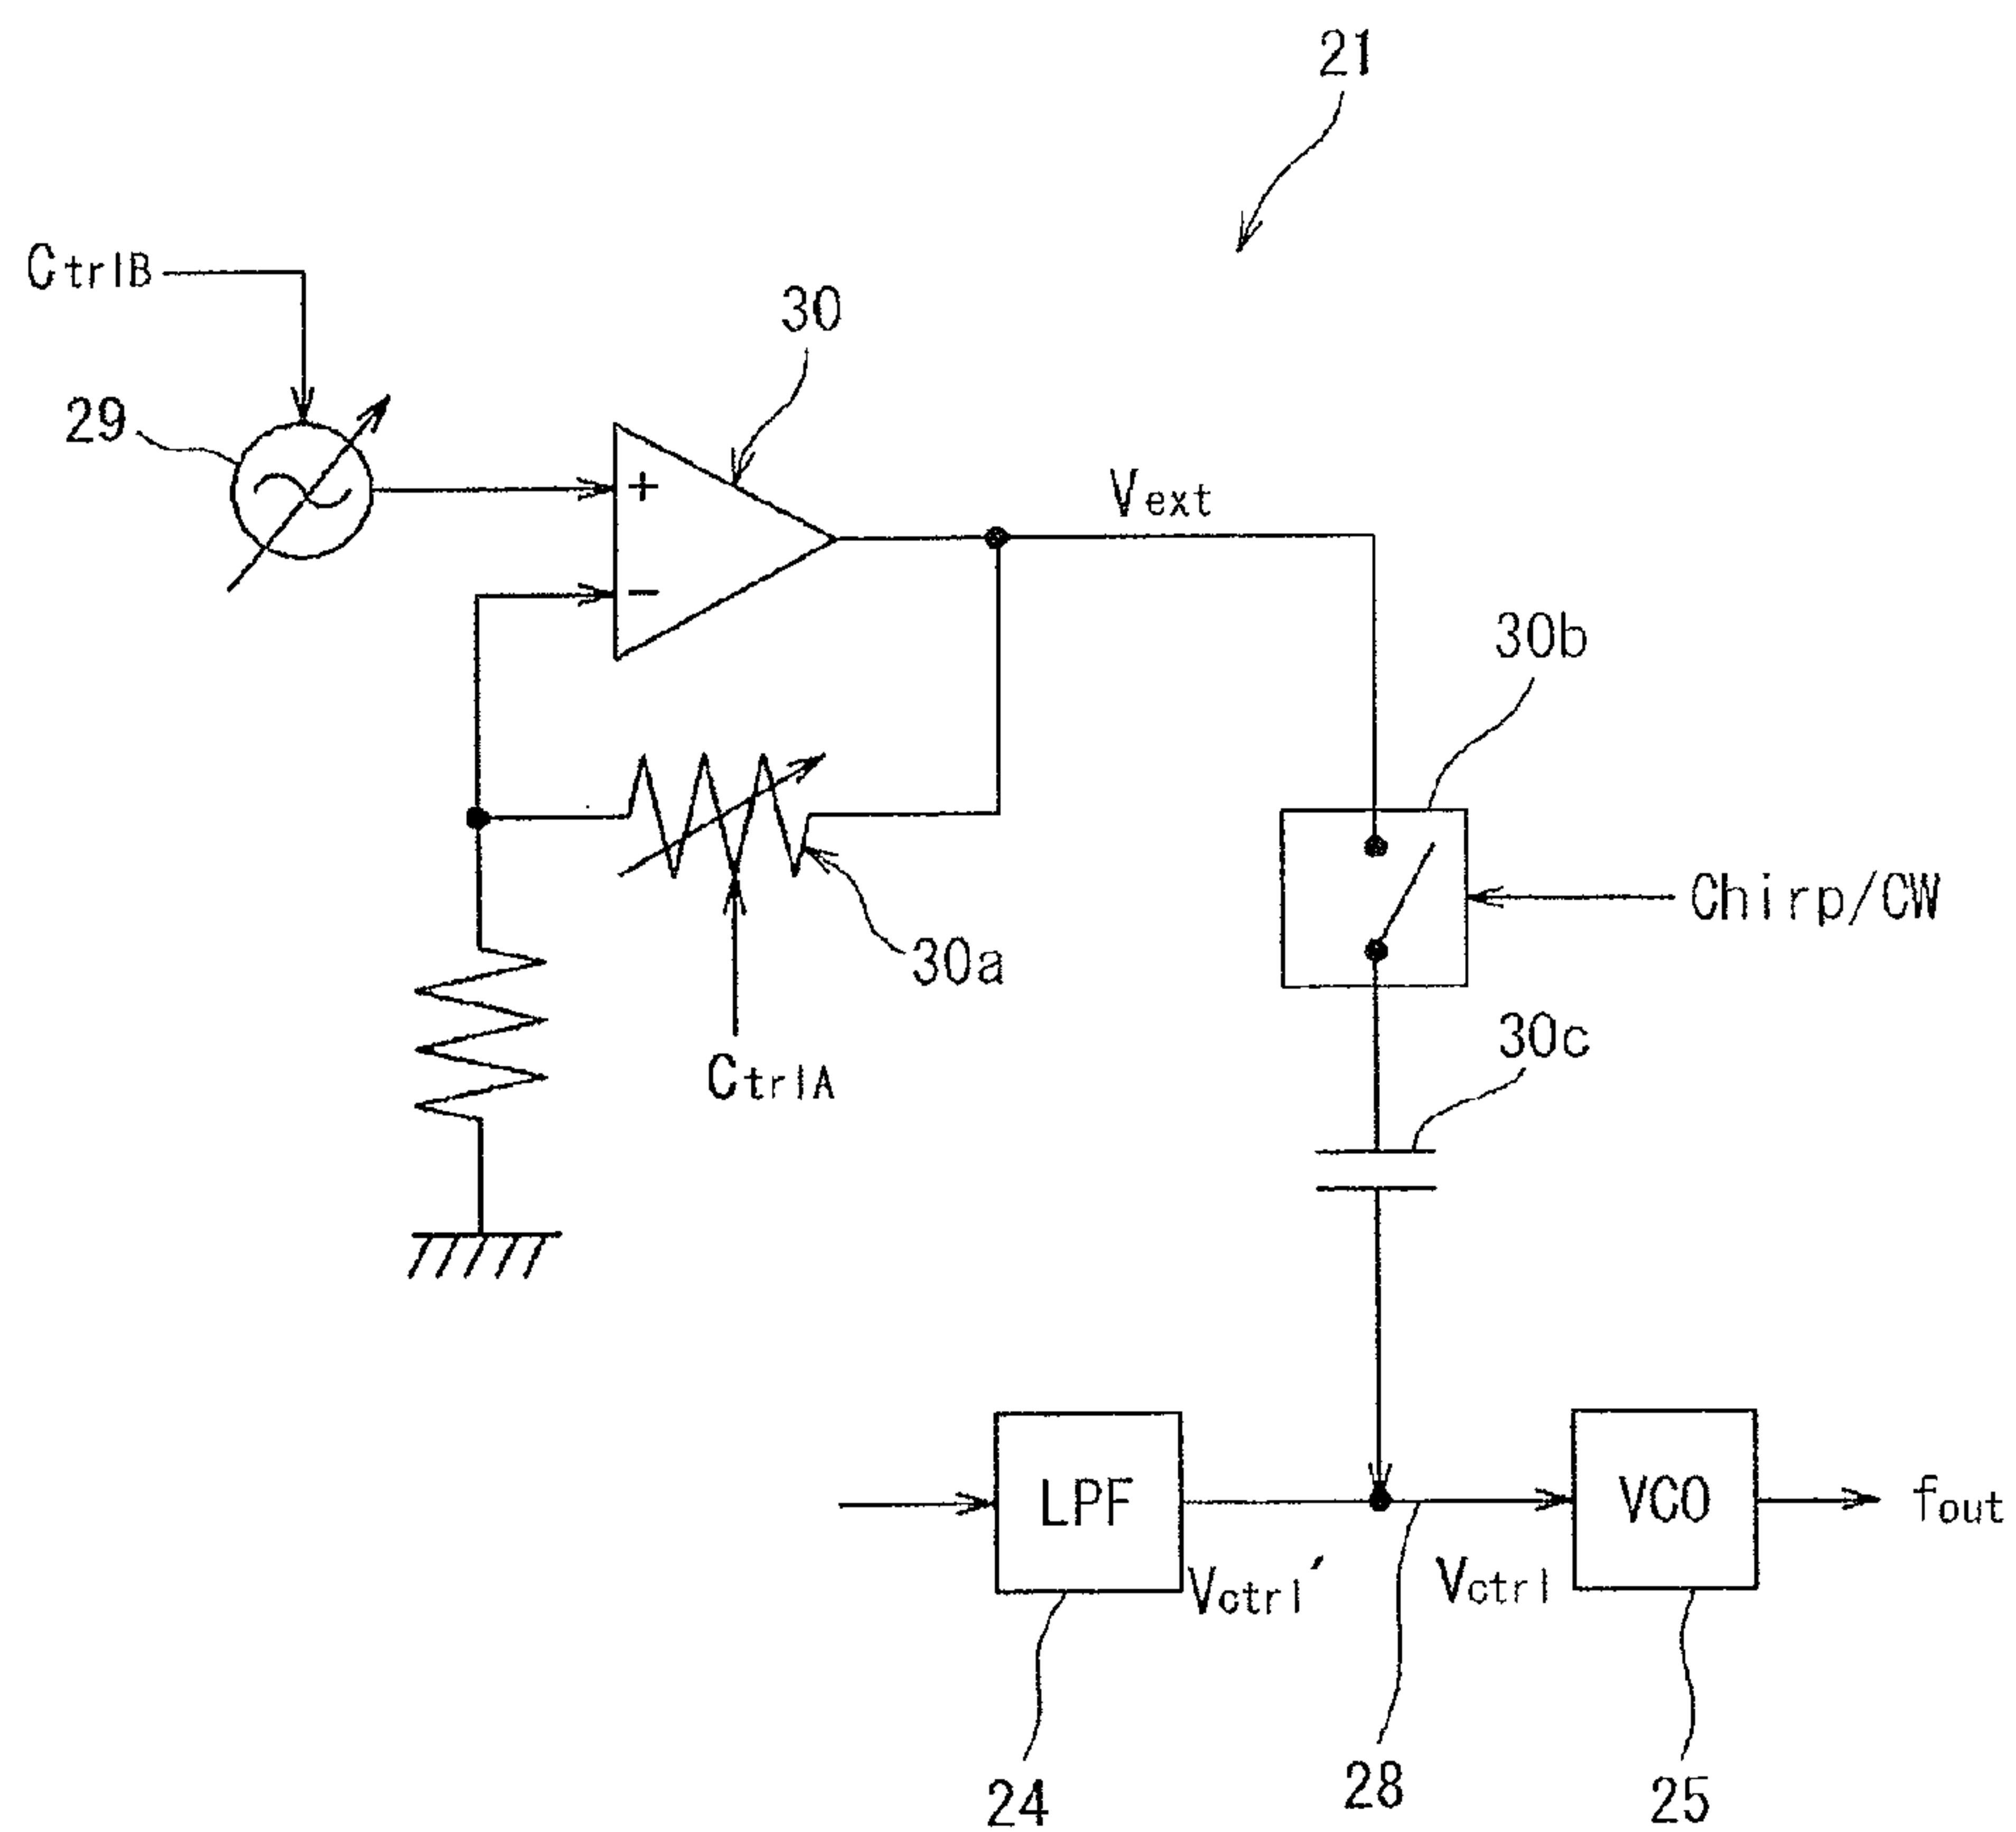 21
CtrlB
30
29
+
Vext
−
30b
Chirp/CW
30a
30c
CtrlA
LPF
VCO
fout
Vctrl′
Vctrl
24
28
25